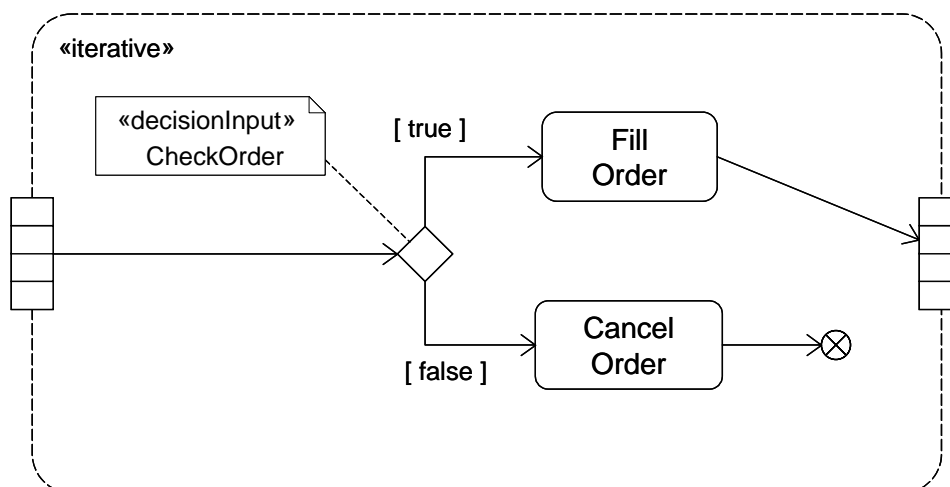 «iterative»
«decisionInput»
CheckOrder
[ true ]
Fill
Order
Cancel
Order
[ false ]